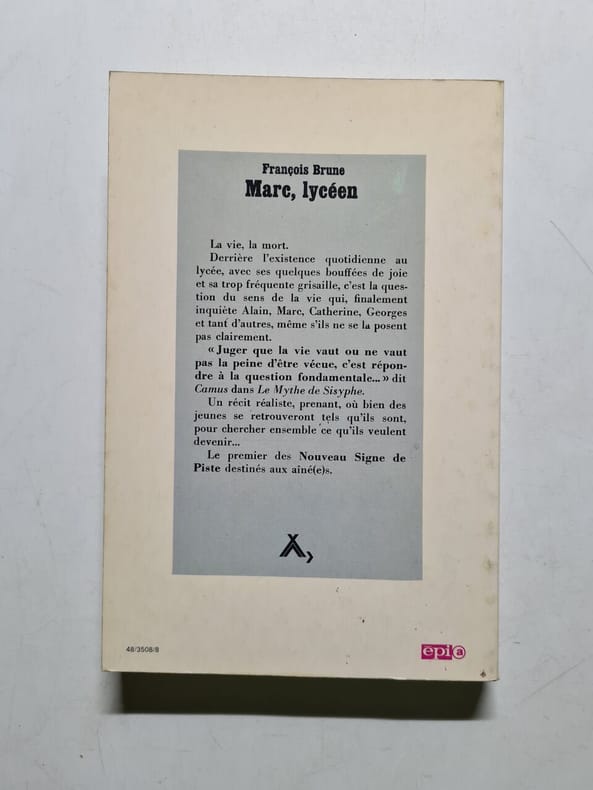 François Brune
Marc, lycéen
La vie, la mort.
Derrière l'existence quotidienne au
lycée, avec ses quelques bouffées de joie
et sa trop fréquente grisaille, c'est la ques-
tion du sens de la vie qui, finalement
inquiète Alain, Marc, Catherine, Georges
et tant d'autres, même s'ils ne se la posent
pas clairement.
« Juger que la vie vaut ou ne vaut
pas la peine d'être vécue, c'est répon-
dre à la question fondamentale... » dit
Camus dans Le Mythe de Sisyphe.
Un récit réaliste, prenant, où bien des
jeunes se retrouveront tels qu'ils sont,
pour chercher ensemble ce qu'ils veulent
devenir...
Le premier des Nouveau Signe de
Piste destinés aux aîné(e)s.
48/3508/8
epi a